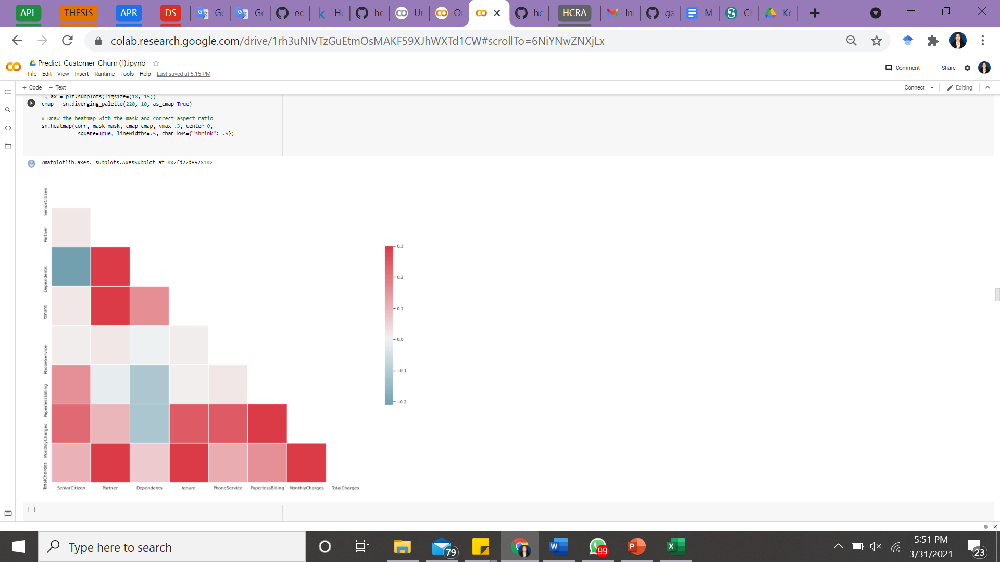 APL THESIS APR DS Gc Gc ed Hc hc Ur Or hc HCRA In ga M Ch Ke
colab.research.google.com/drive/1rh3uNIVTzGuEtmOsMAKF59XJhWXTd1CW#scrollTo=6NiYNwZNXjLx
Predict_Customer_Churn (1).ipynb
File Edit View Insert Runtime Tools Help Last saved at 5:15 PM
Comment Share
+ Code + Text Connect Editing
f, ax = plt.subplots(figsize=(18, 15))
cmap = sn.diverging_palette(220, 10, as_cmap=True)
# Draw the heatmap with the mask and correct aspect ratio
sn.heatmap(corr, mask=mask, cmap=cmap, vmax=.3, center=0,
square=True, linewidths=.5, cbar_kws={"shrink": .5})
<matplotlib.axes._subplots.AxesSubplot at 0x7fd27d552810>
SeniorCitizen
Partner
Dependents
tenure
PhoneService
PaperlessBilling
MonthlyCharges
TotalCharges
0.3
0.2
0.1
0.0
−0.1
−0.2
SeniorCitizen Partner Dependents tenure PhoneService PaperlessBilling MonthlyCharges TotalCharges
[ ]
Type here to search
79
99
5:51 PM
3/31/2021
23